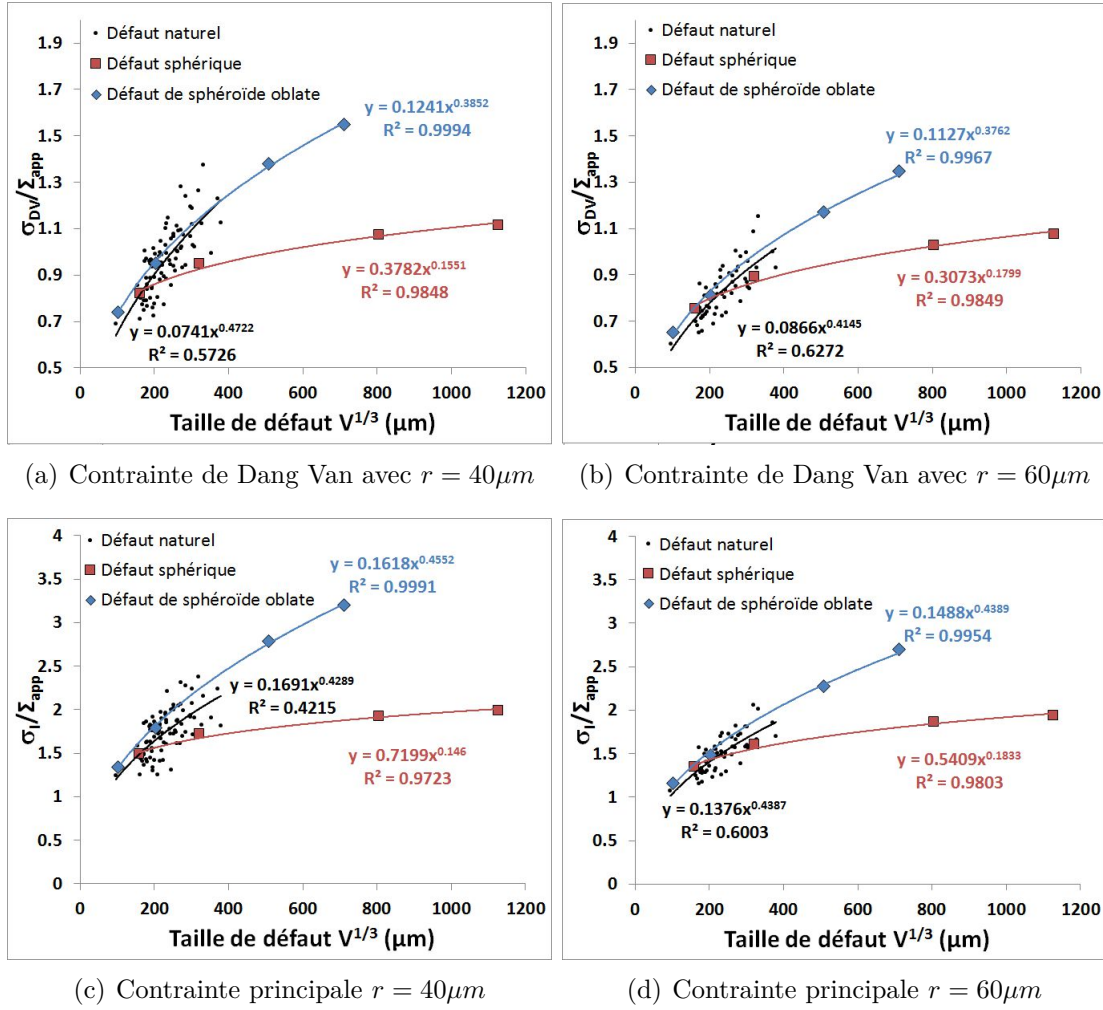 1.9
1.7
1.5
1.3
1.1
0.9
0.7
0.5
σDV/Σapp
• Défaut naturel
Défaut sphérique
Défaut de sphéroïde oblate
y = 0.1241x^0.3852
R² = 0.9994
y = 0.3782x^0.1551
R² = 0.9848
y = 0.0741x^0.4722
R² = 0.5726
0 200 400 600 800 1000 1200
Taille de défaut V^1/3 (µm)
(a) Contrainte de Dang Van avec r = 40µm
1.9
1.7
1.5
1.3
1.1
0.9
0.7
0.5
σDV/Σapp
• Défaut naturel
Défaut sphérique
Défaut de sphéroïde oblate
y = 0.1127x^0.3762
R² = 0.9967
y = 0.3073x^0.1799
R² = 0.9849
y = 0.0866x^0.4145
R² = 0.6272
0 200 400 600 800 1000 1200
Taille de défaut V^1/3 (µm)
(b) Contrainte de Dang Van avec r = 60µm
4
3.5
3
2.5
2
1.5
1
0.5
0
σI/Σapp
• Défaut naturel
Défaut sphérique
Défaut de sphéroïde oblate
y = 0.1618x^0.4552
R² = 0.9991
y = 0.1691x^0.4289
R² = 0.4215
y = 0.7199x^0.146
R² = 0.9723
0 200 400 600 800 1000 1200
Taille de défaut V^1/3 (µm)
(c) Contrainte principale r = 40µm
4
3.5
3
2.5
2
1.5
1
0.5
0
σI/Σapp
• Défaut naturel
Défaut sphérique
Défaut de sphéroïde oblate
y = 0.1488x^0.4389
R² = 0.9954
y = 0.5409x^0.1833
R² = 0.9803
y = 0.1376x^0.4387
R² = 0.6003
0 200 400 600 800 1000 1200
Taille de défaut V^1/3 (µm)
(d) Contrainte principale r = 60µm